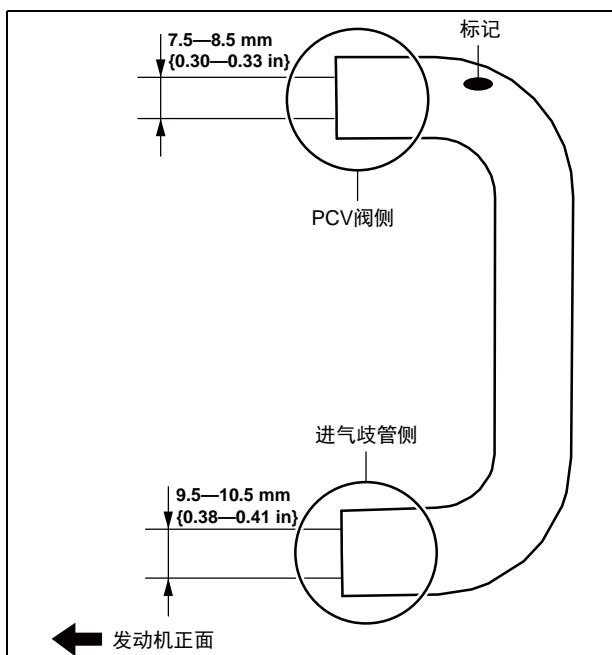 7.5—8.5 mm
{0.30—0.33 in}
标记
PCV阀侧
进气歧管侧
9.5—10.5 mm
{0.38—0.41 in}
发动机正面